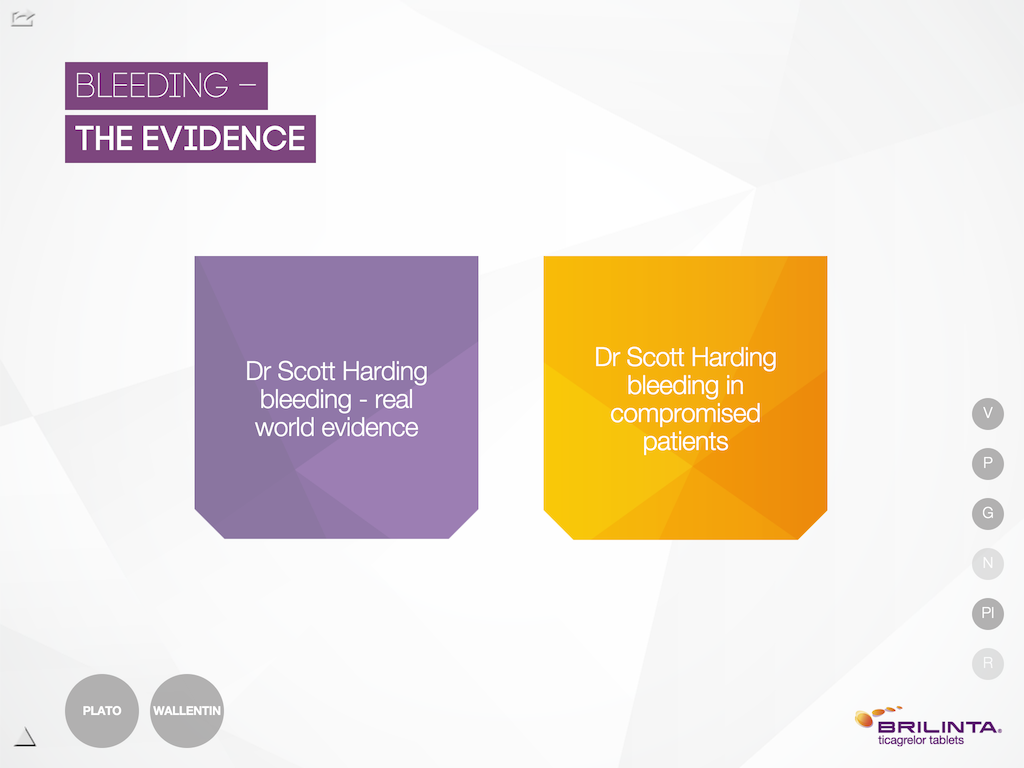 BLEEDING –
THE EVIDENCE
Dr Scott Harding
bleeding - real
world evidence
Dr Scott Harding
bleeding in
compromised
patients
V
P
G
N
PI
R
PLATO
WALLENTIN
BRILINTA®
ticagrelor tablets